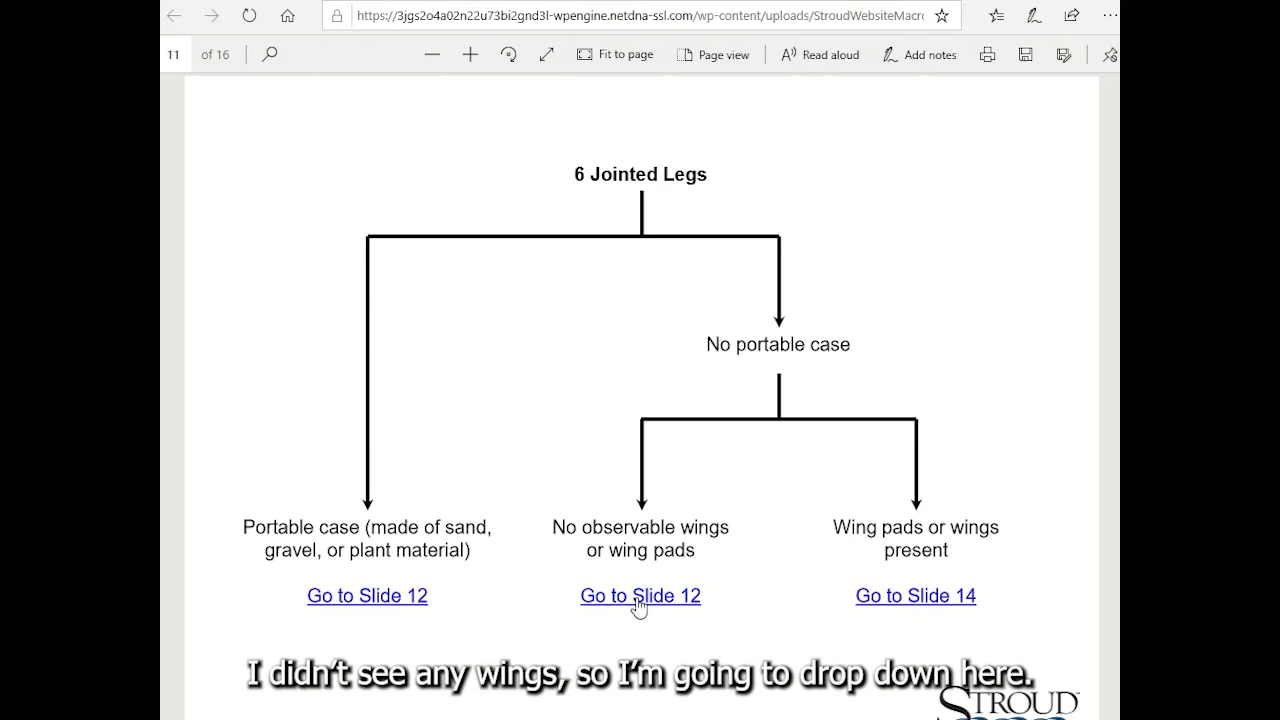 https://3jgs2o4a02n22u73bi2gnd3l-wpengine.netdna-ssl.com/wp-content/uploads/StroudWebsiteMacr
11 of 16
Fit to page
Page view
Read aloud
Add notes
6 Jointed Legs
No portable case
Portable case (made of sand,
gravel, or plant material)
Go to Slide 12
No observable wings
or wing pads
Go to Slide 12
Wing pads or wings
present
Go to Slide 14
I didn't see any wings, so I'm going to drop down here.
STROUD